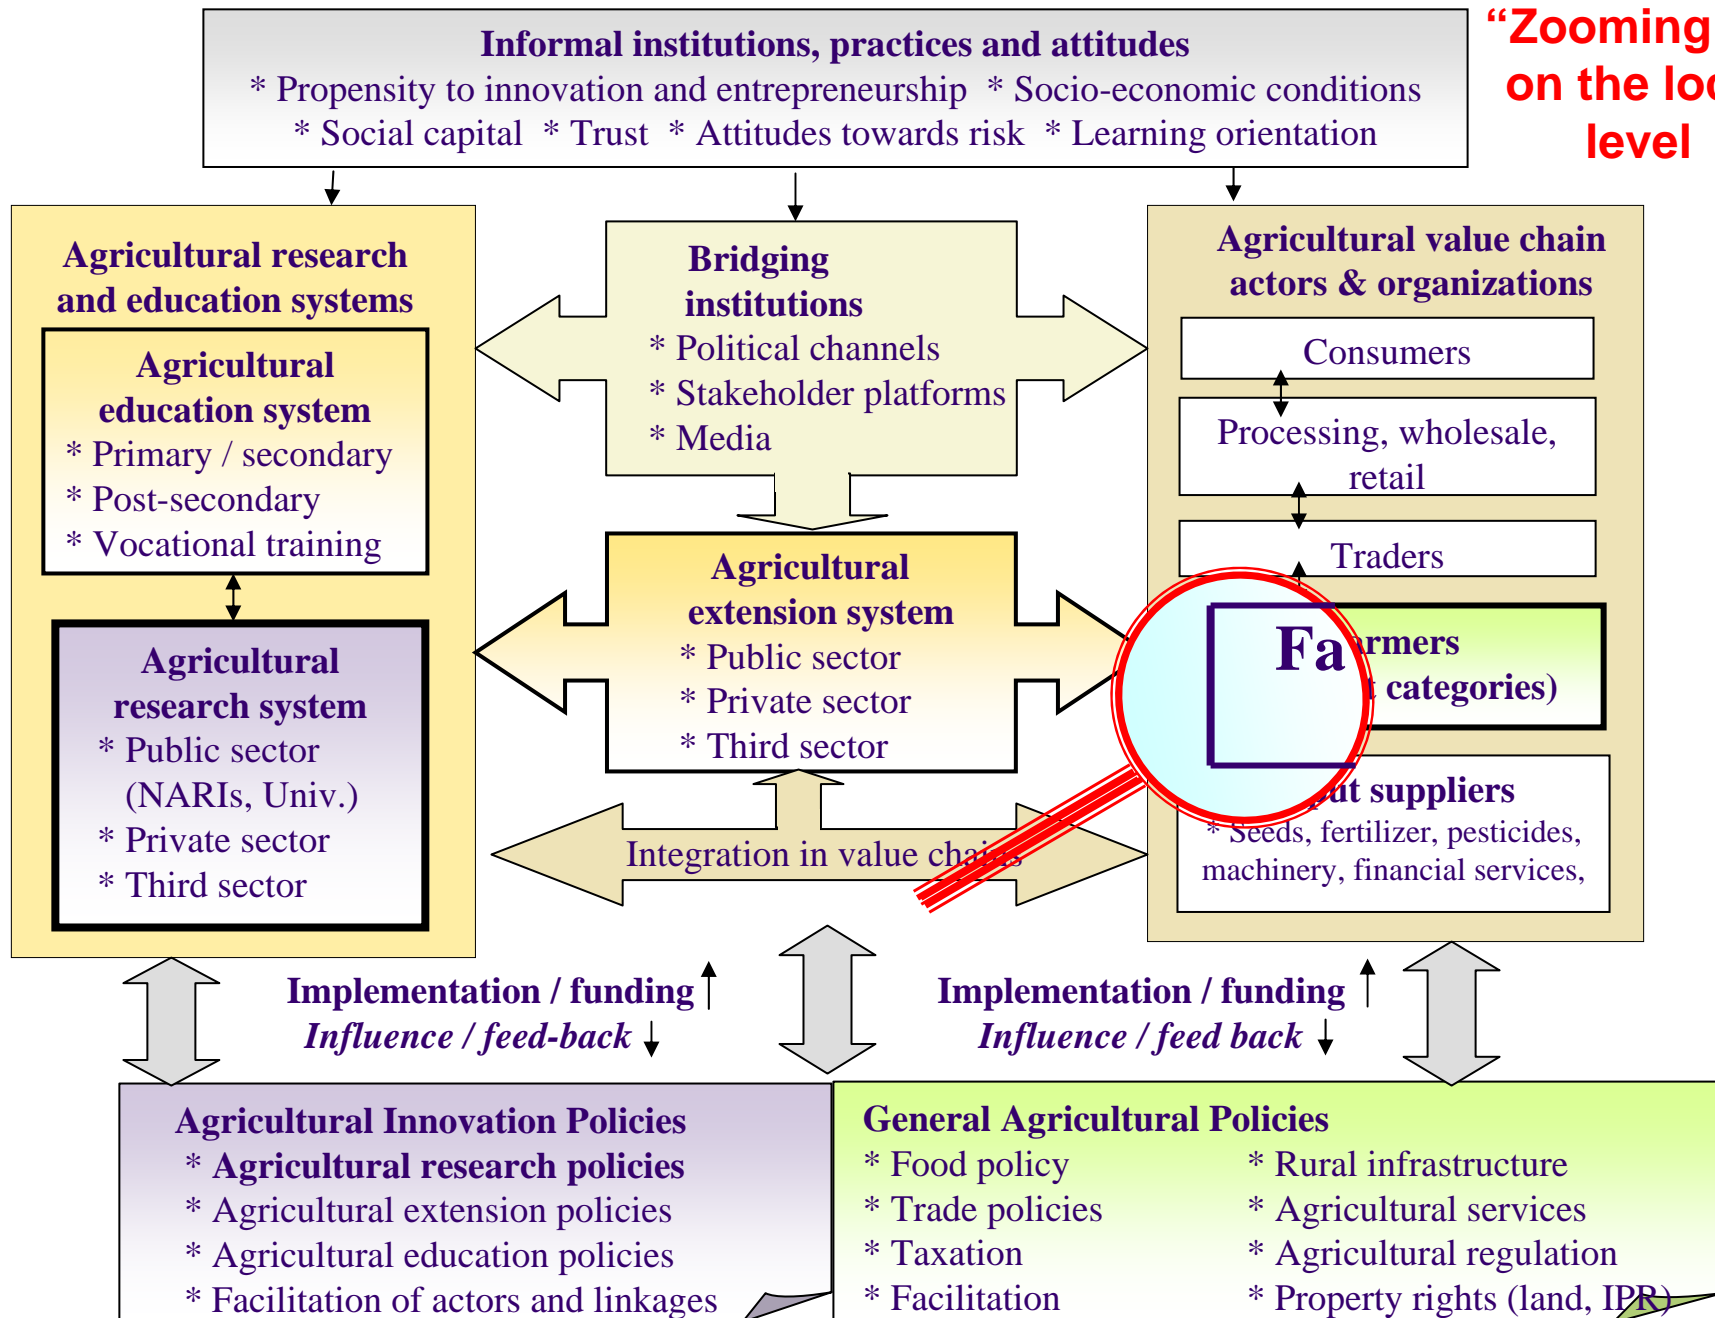 Informal institutions, practices and attitudes
* Propensity to innovation and entrepreneurship * Socio-economic conditions
* Social capital * Trust * Attitudes towards risk * Learning orientation
“Zooming
on the loc
level
Agricultural research
and education systems
Agricultural
education system
* Primary / secondary
* Post-secondary
* Vocational training
Agricultural
research system
* Public sector
(NARIs, Univ.)
* Private sector
* Third sector
Bridging
institutions
* Political channels
* Stakeholder platforms
* Media
Agricultural
extension system
* Public sector
* Private sector
* Third sector
Integration in value chains
Agricultural value chain
actors & organizations
Consumers
Processing, wholesale,
retail
Traders
Fa rmers
categories)
put suppliers
* Seeds, fertilizer, pesticides,
machinery, financial services,
Implementation / funding
Influence / feed-back
Implementation / funding
Influence / feed back
Agricultural Innovation Policies
* Agricultural research policies
* Agricultural extension policies
* Agricultural education policies
* Facilitation of actors and linkages
General Agricultural Policies
* Food policy
* Trade policies
* Taxation
* Facilitation
* Rural infrastructure
* Agricultural services
* Agricultural regulation
* Property rights (land, IPR)